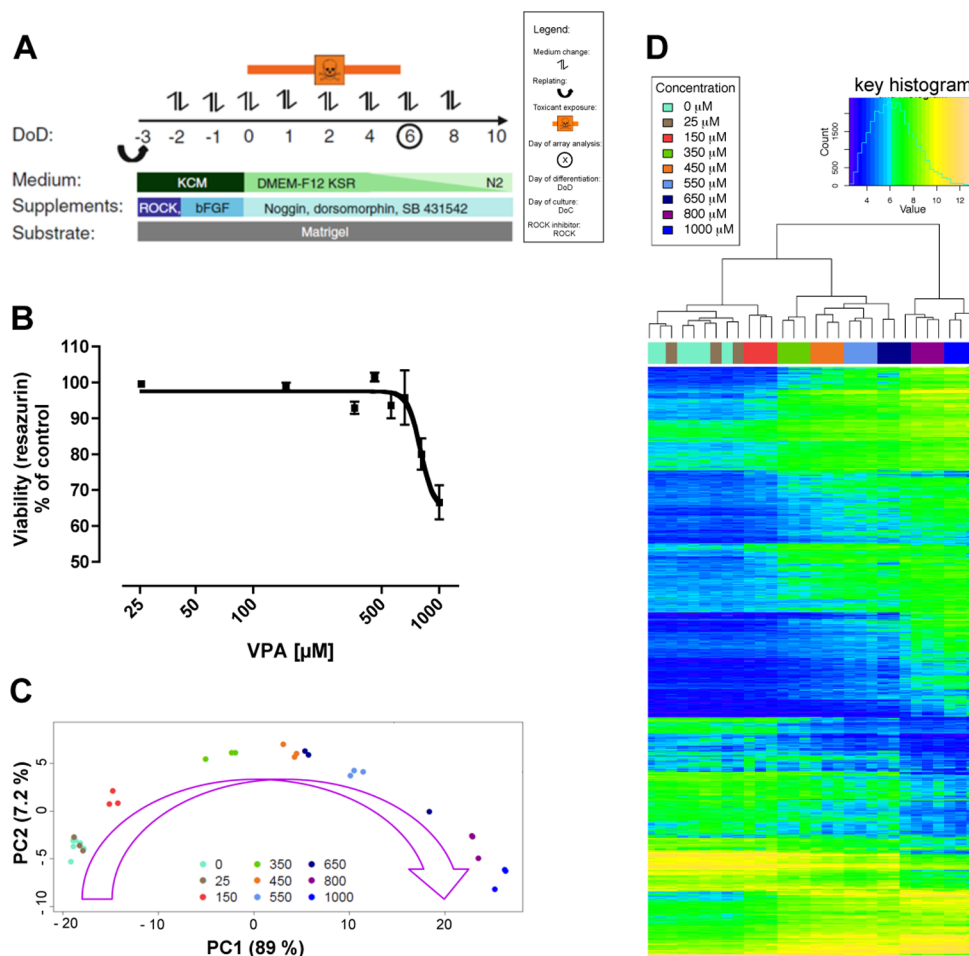 A
DoD:
-3 -2 -1 0 1 2 4 6 8 10
Medium:
KCM
DMEM-F12 KSR
N2
Supplements:
ROCK,
bFGF
Noggin, dorsomorphin, SB 431542
Substrate:
Matrigel
Legend:
Medium change:
Replating:
Toxicant exposure:
Day of array analysis:
X
Day of differentiation:
DoD
Day of culture:
DoC
ROCK inhibitor:
ROCK
B
Viability (resazurin)
% of control
110
100
90
80
70
60
50
25 50 100 500 1000
VPA [µM]
C
PC2 (7.2 %)
5
0
-5
-10
0 350 650
25 450 800
150 550 1000
-20 -10 0 10 20
PC1 (89 %)
D
Concentration
0 µM
25 µM
150 µM
350 µM
450 µM
550 µM
650 µM
800 µM
1000 µM
key histogram
Count
0 500 1500
4 6 8 10 12
Value